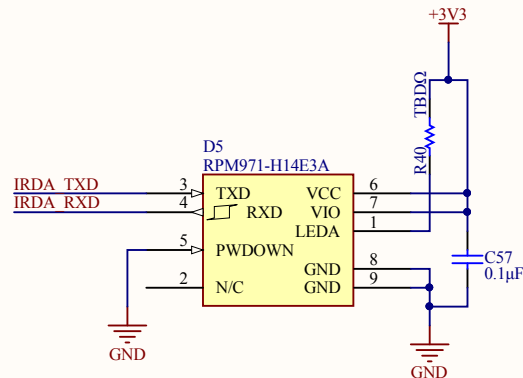 +3V3
TBDΩ
R40
D5
RPM971-H14E3A
IRDA_TXD 3 TXD VCC 6
IRDA_RXD 4 RXD VIO 7
LEDA 1
5 PWDOWN
GND 8
2 N/C GND 9
C57
0.1µF
GND
GND